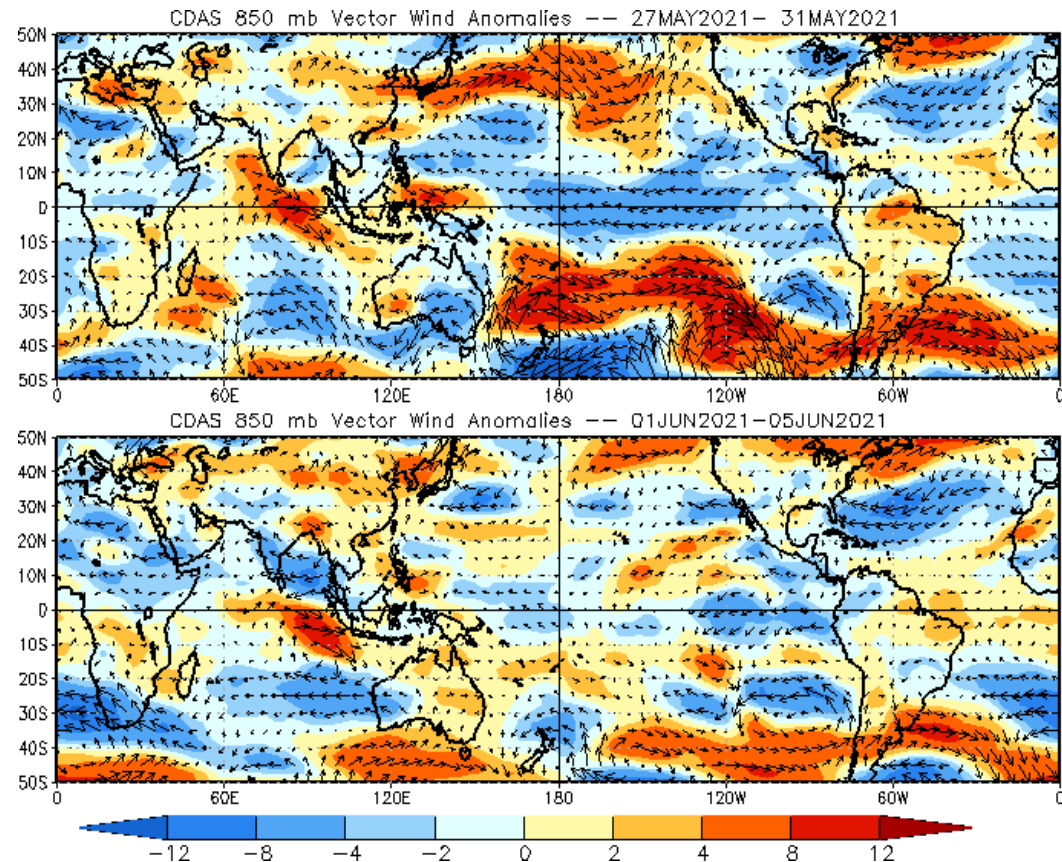 CDAS 850 mb Vector Wind Anomalies -- 27MAY2021- 31MAY2021
50N
40N
30N
20N
10N
0
10S
20S
30S
40S
50S
0 60E 120E 180 120W 60W 0
CDAS 850 mb Vector Wind Anomalies -- 01JUN2021-05JUN2021
50N
40N
30N
20N
10N
0
10S
20S
30S
40S
50S
0 60E 120E 180 120W 60W 0
-12 -8 -4 -2 0 2 4 8 12